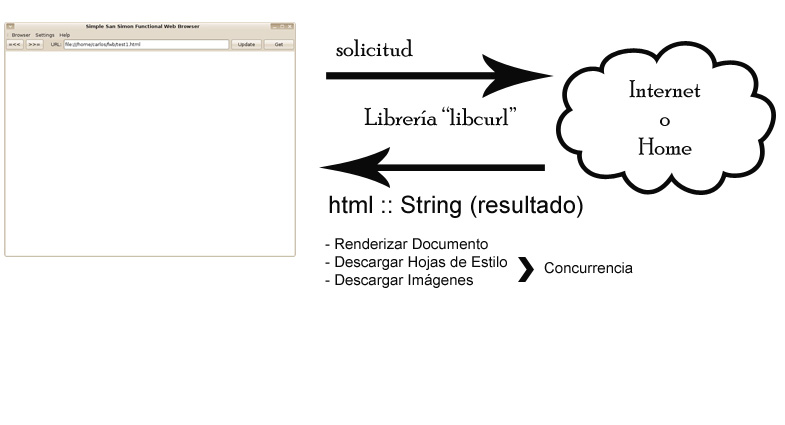 Simple San Simon Functional Web Browser
Browser Settings Help
<<< >>> URL: file:///home/carlos/fwb/test1.html Update Get
solicitud
Librería “libcurl”
Internet
o
Home
html :: String (resultado)
- Renderizar Documento
- Descargar Hojas de Estilo
- Descargar Imágenes
Concurrencia